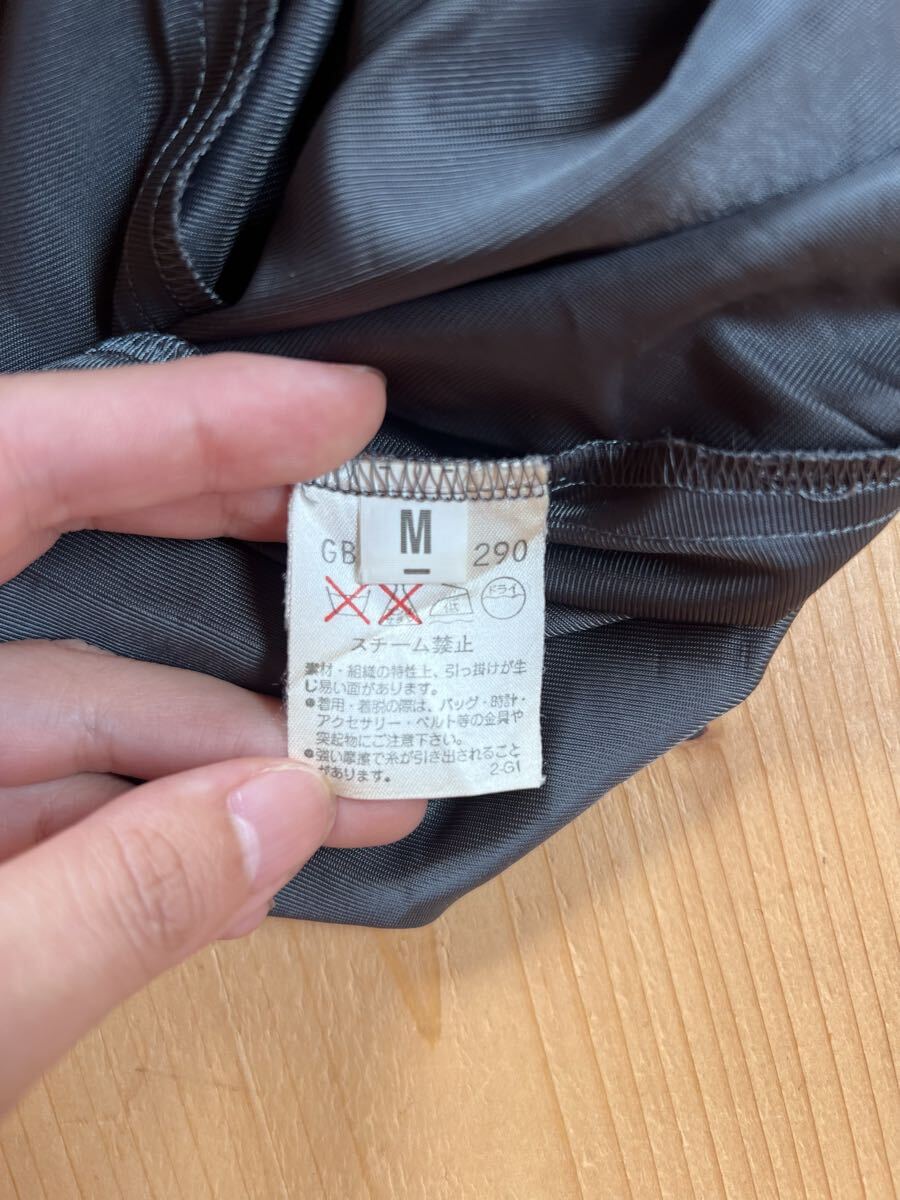 M
GB 290
低 ドライ
スチーム禁止
素材・組織の特性上、引っ掛けが生
じ易い面があります。
●着用・着脱の際は、バッグ・時計・
アクセサリー・ベルト等の金具や
突起物にご注意下さい。
●強い摩擦で糸が引き出されること
があります。 2-G1